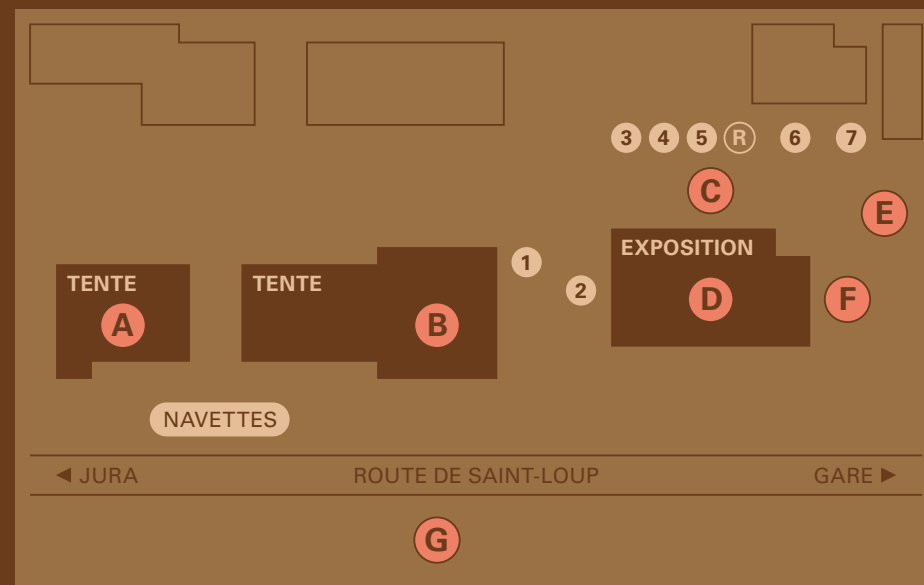 3 4 5 R 6 7
C
E
EXPOSITION
1
TENTE
TENTE
2
D
F
A
B
NAVETTES
◀ JURA
ROUTE DE SAINT-LOUP
GARE ▶
G